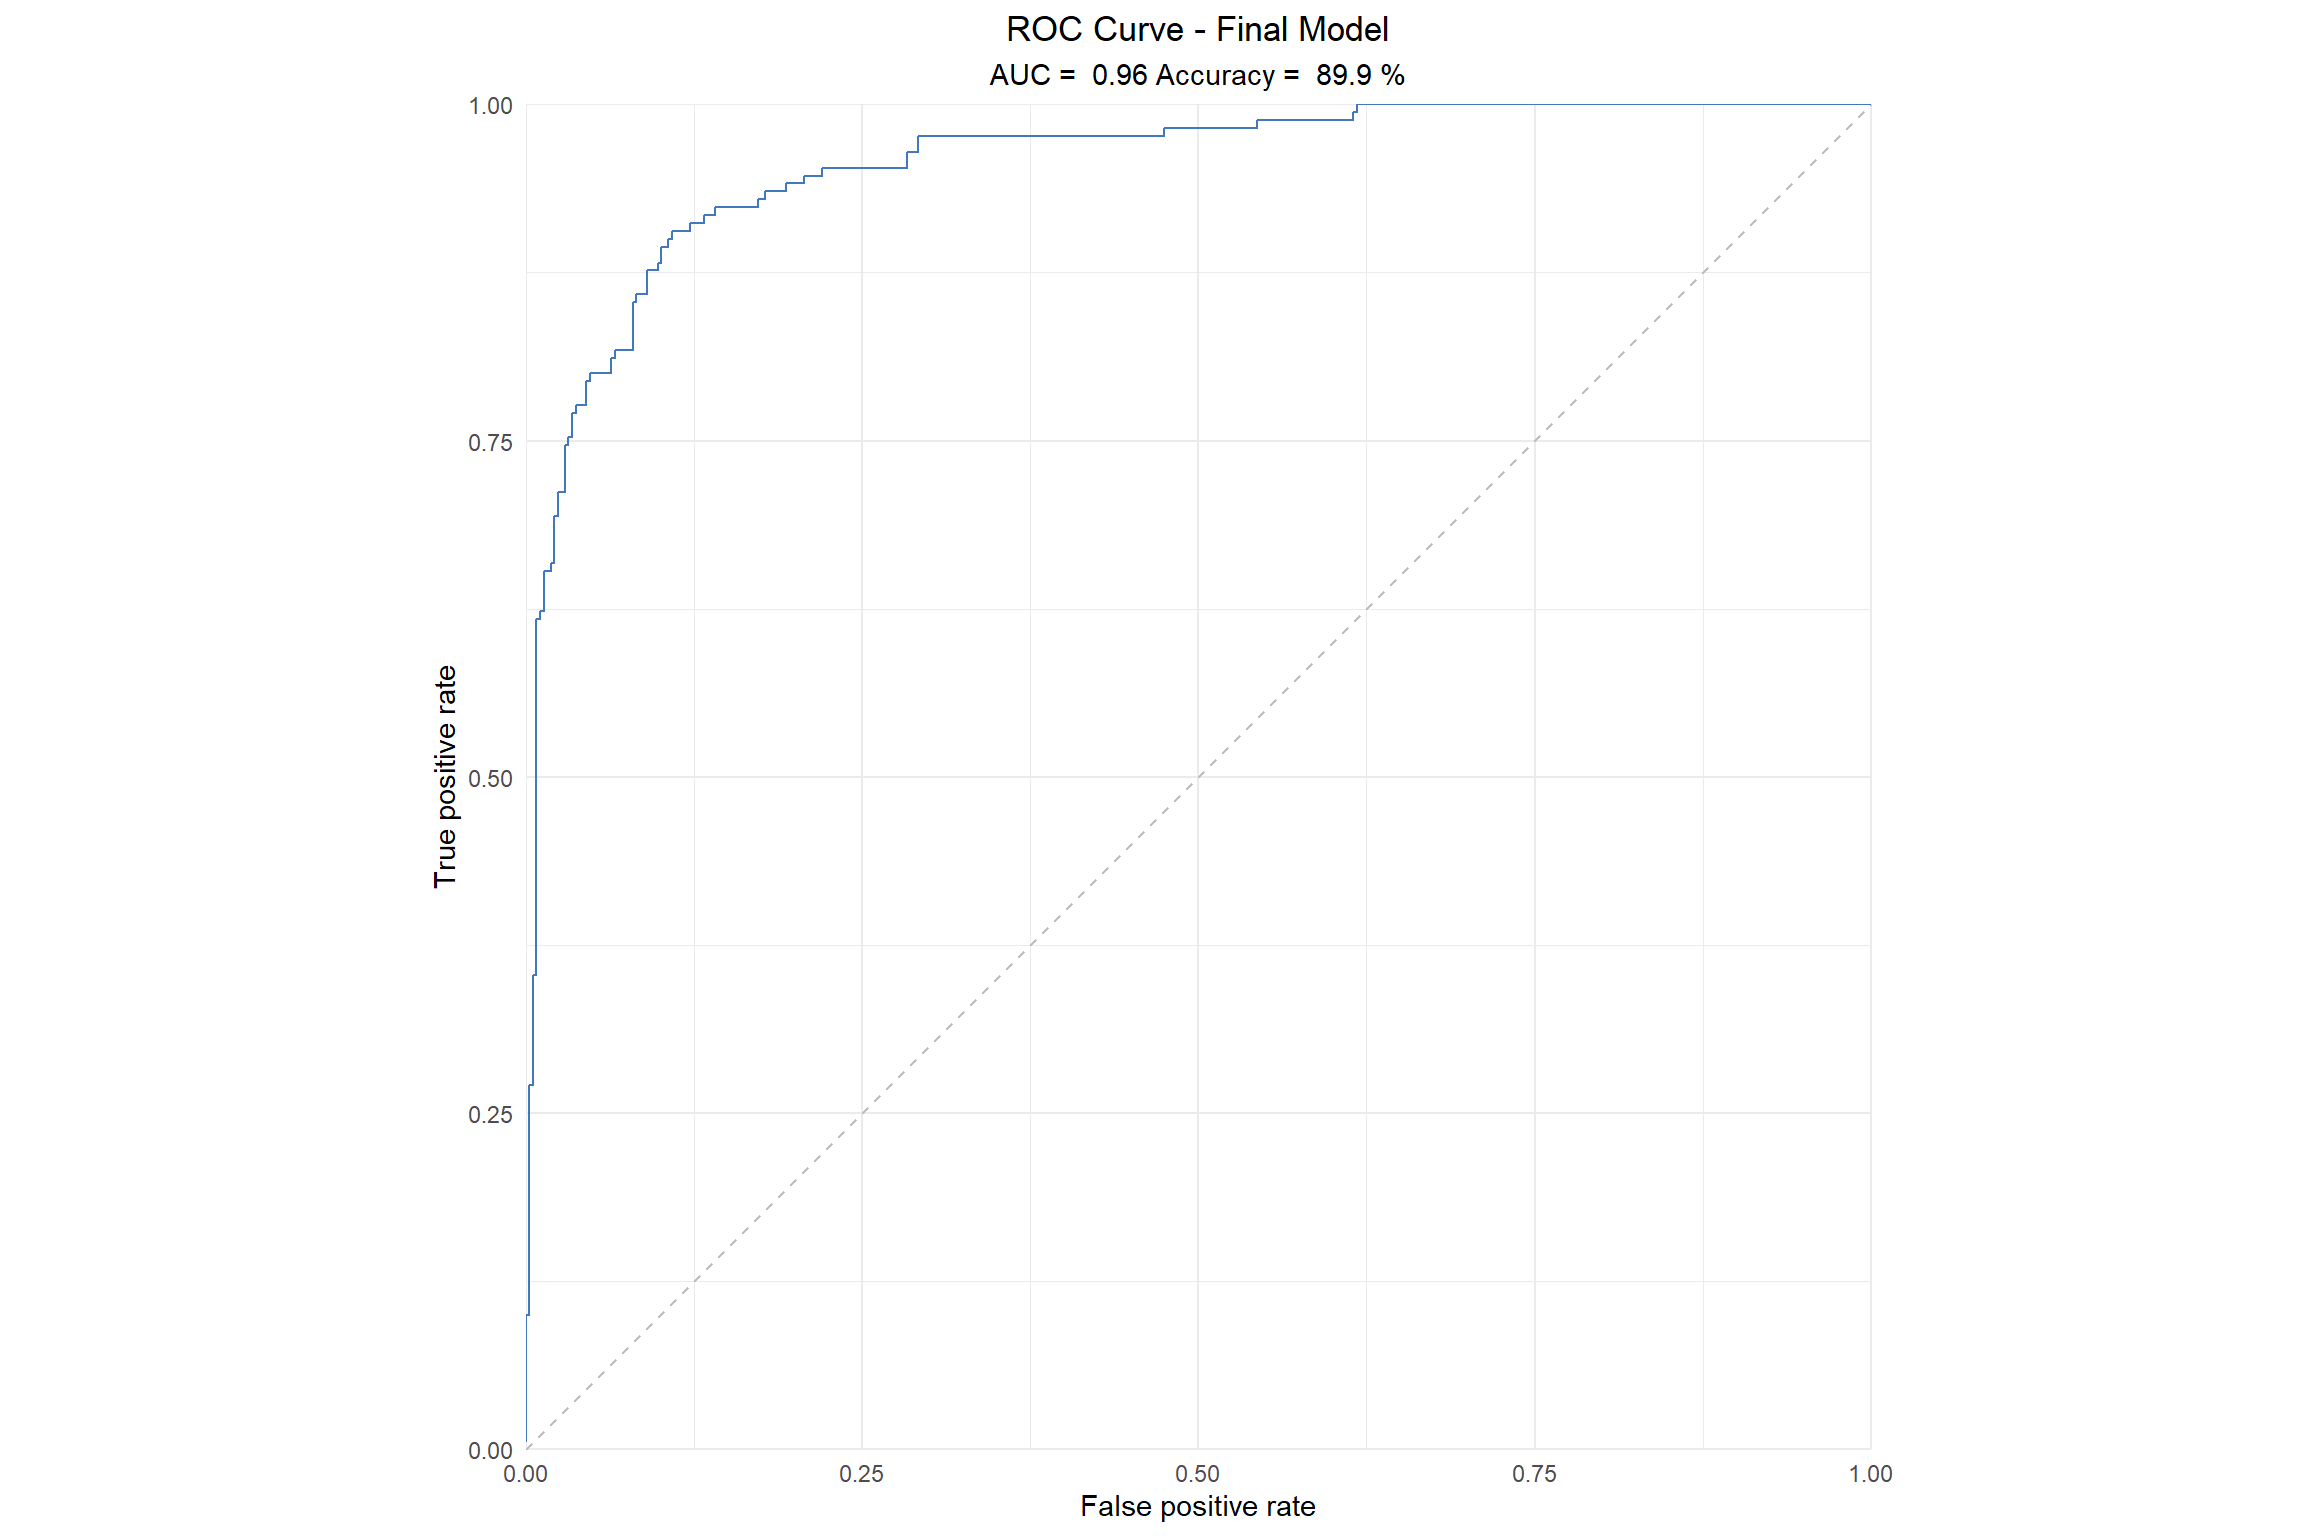 ROC Curve - Final Model
AUC =  0.96 Accuracy =  89.9 %
True positive rate
1.00
0.75
0.50
0.25
0.00
0.00 0.25 0.50 0.75 1.00
False positive rate